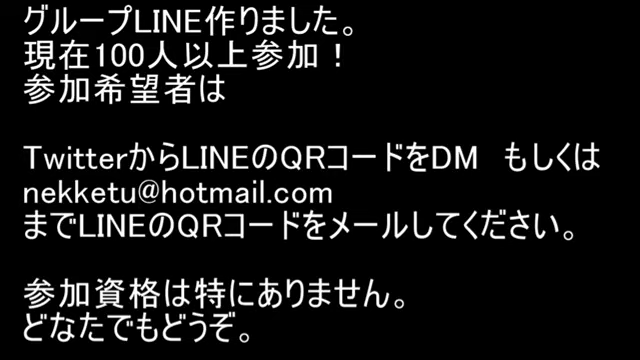 グループLINE作りました。
現在100人以上参加！
参加希望者は
TwitterからLINEのQRコードをDM　もしくは
nekketu@hotmail.com
までLINEのQRコードをメールしてください。
参加資格は特にありません。
どなたでもどうぞ。